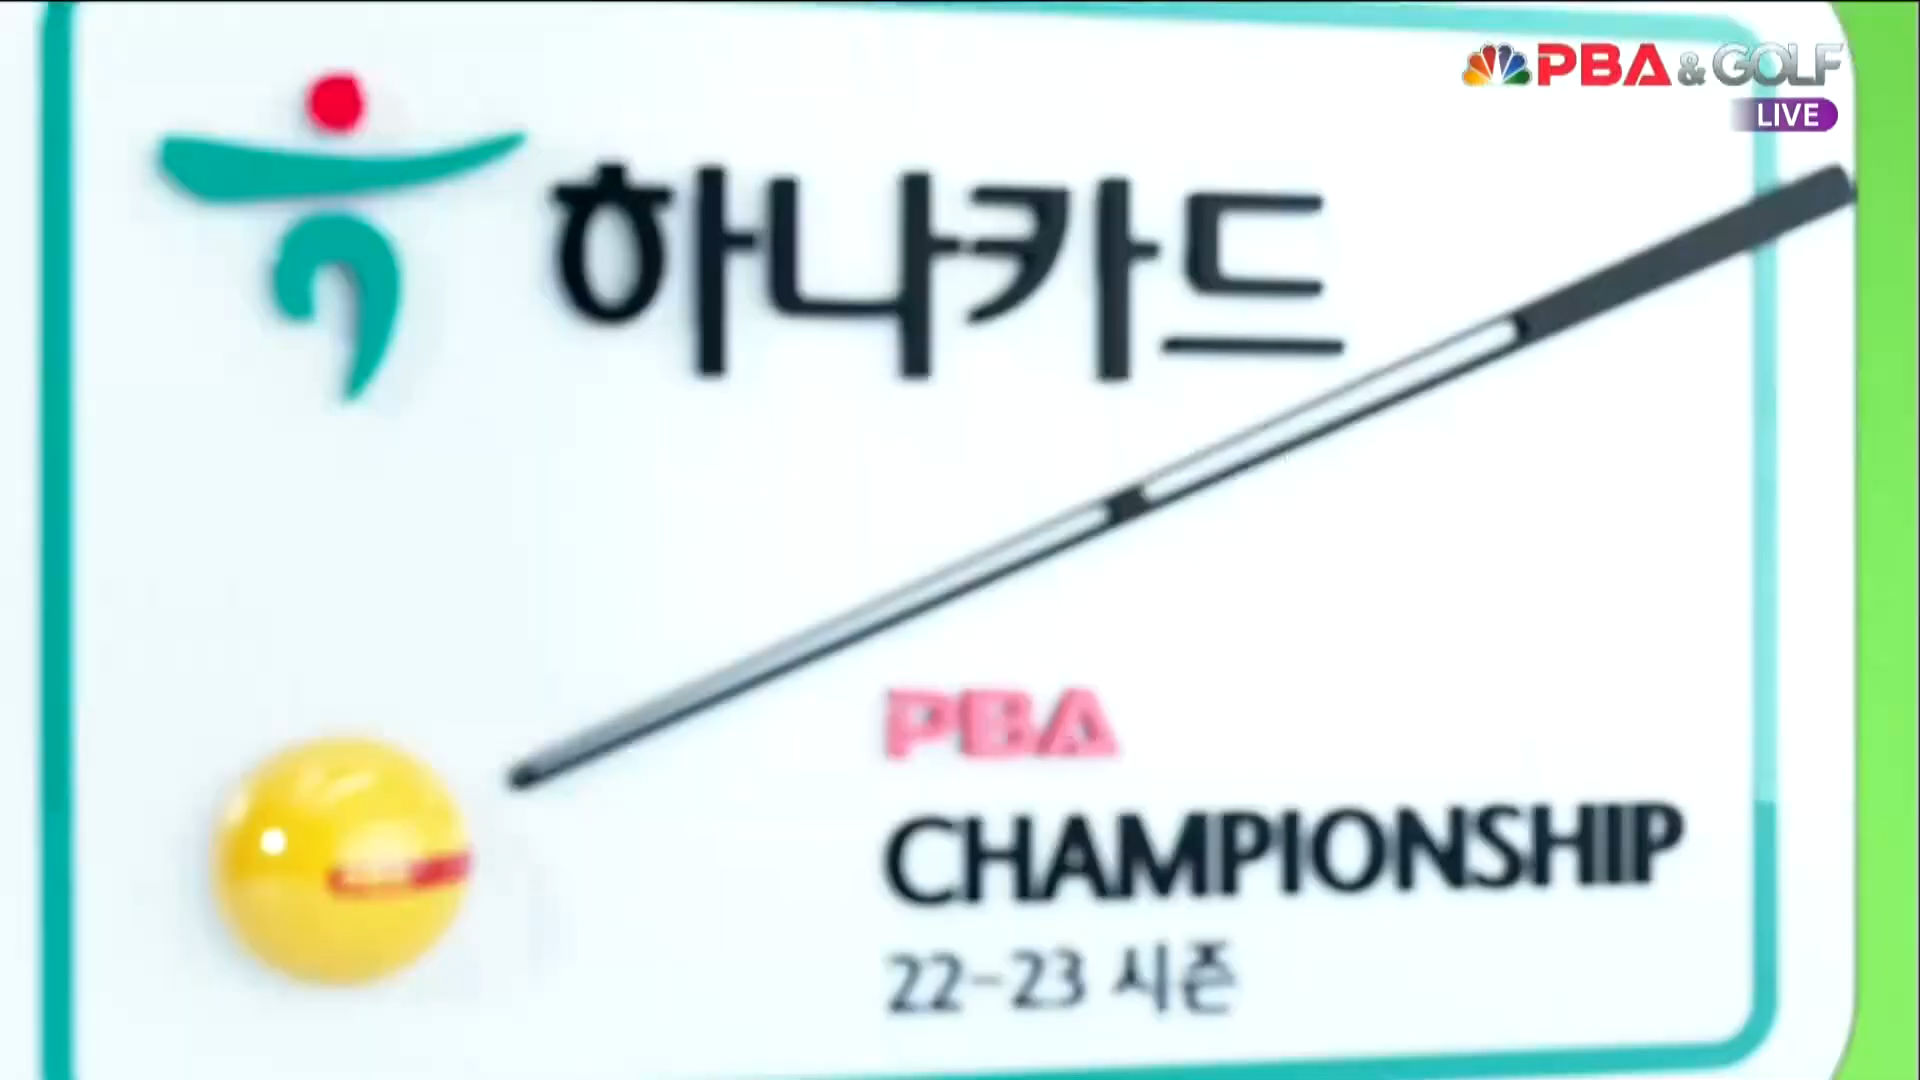 PBA & GOLF
LIVE
하나카드
PBA
CHAMPIONSHIP
22-23 시즌